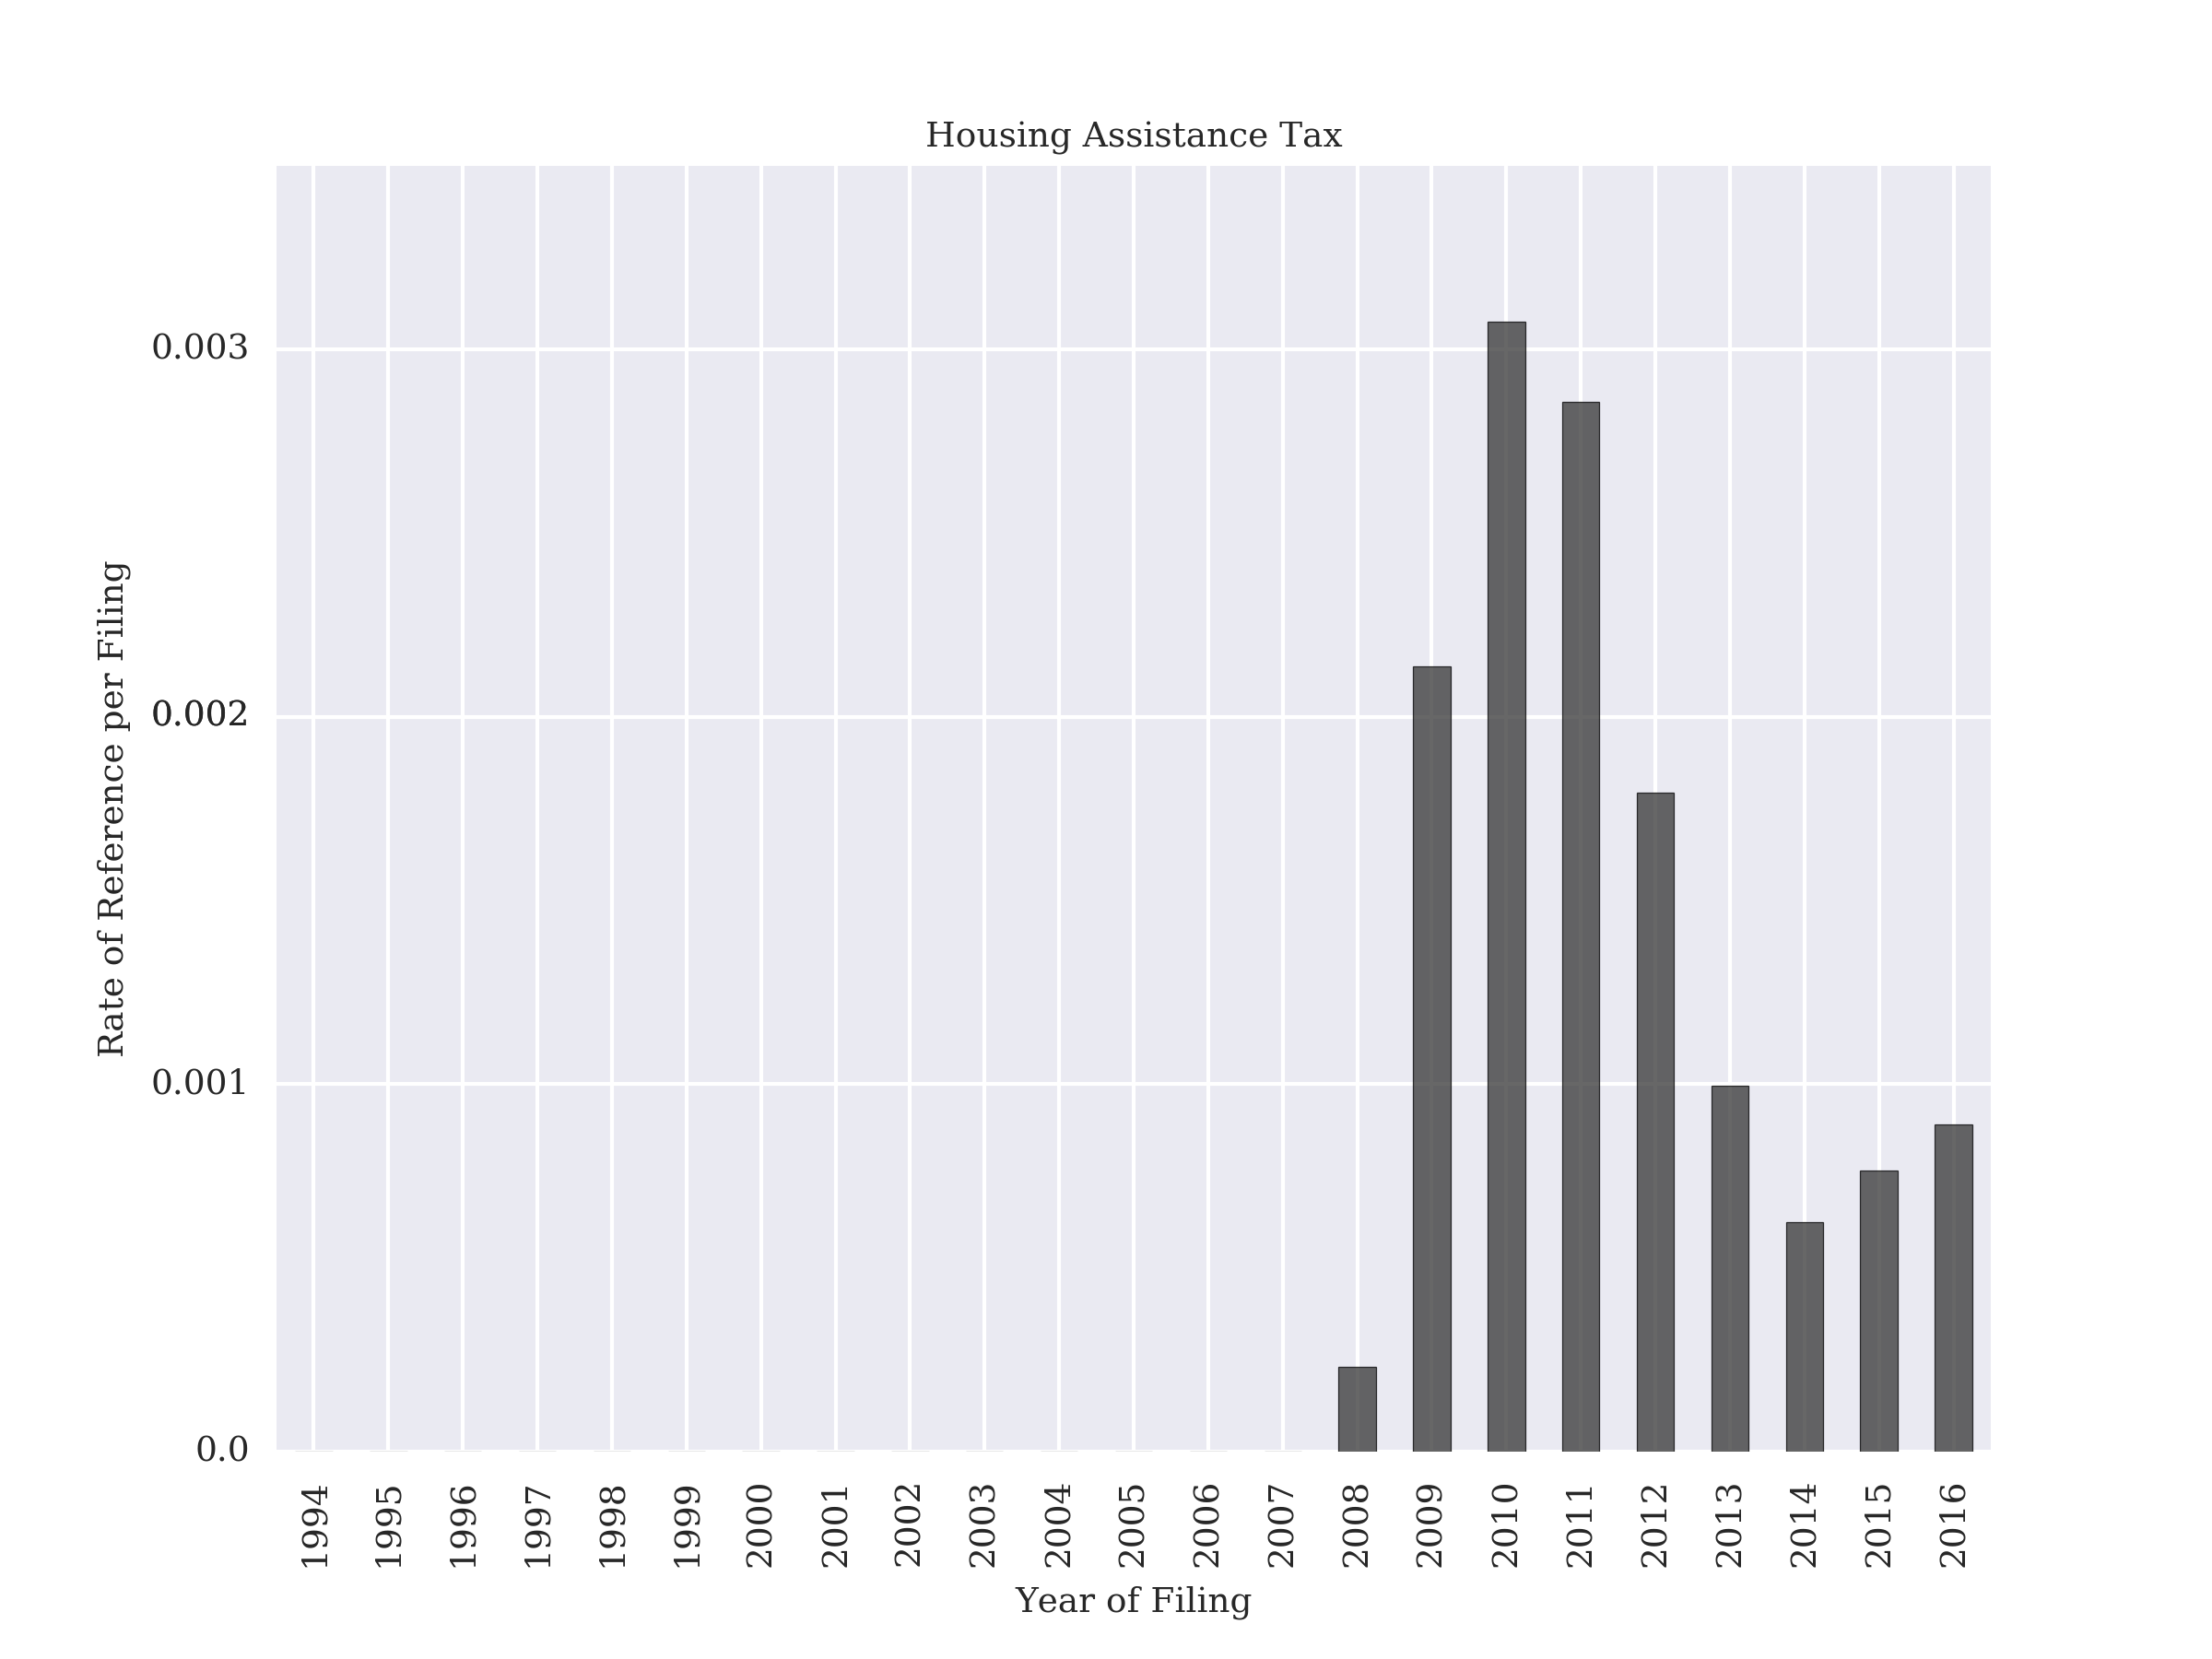 Housing Assistance Tax
Rate of Reference per Filing
0.003
0.002
0.001
0.0
1994 1995 1996 1997 1998 1999 2000 2001 2002 2003 2004 2005 2006 2007 2008 2009 2010 2011 2012 2013 2014 2015 2016
Year of Filing